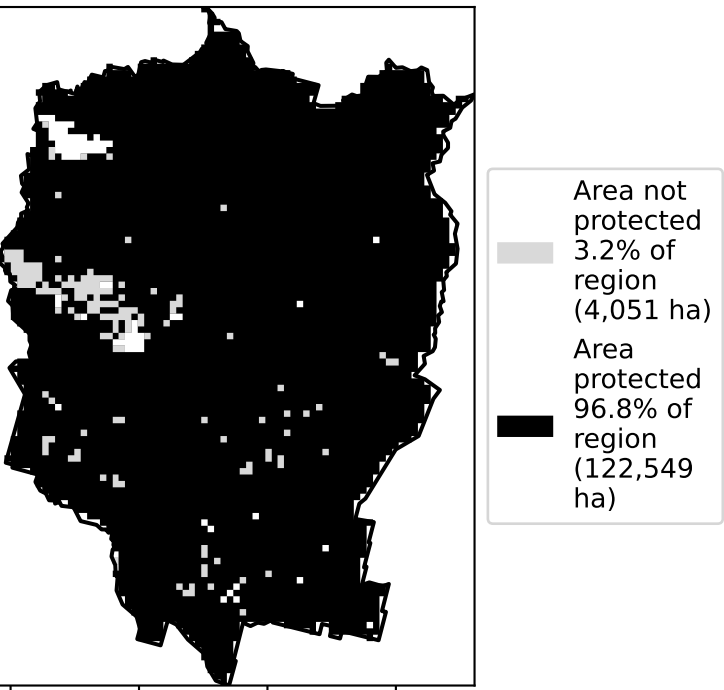 Area not
protected
3.2% of
region
(4,051 ha)
Area
protected
96.8% of
region
(122,549
ha)